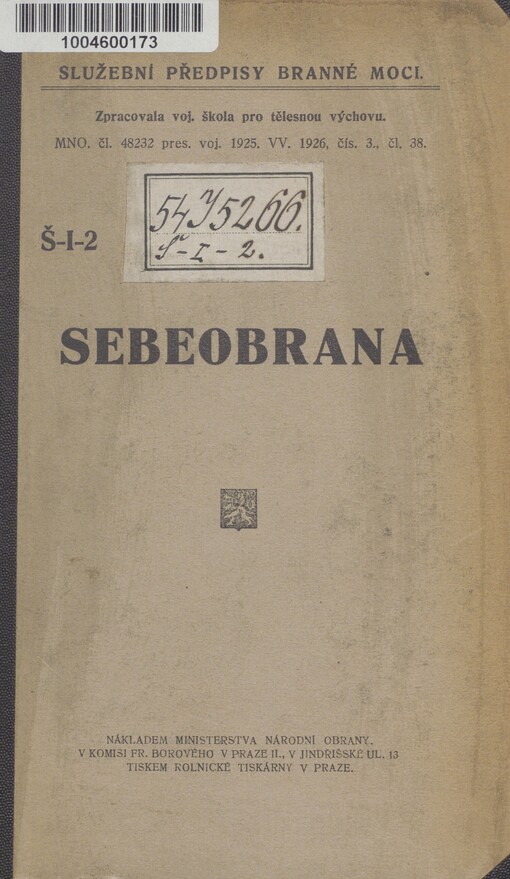 1004600173
SLUŽEBNÍ PŘEDPISY BRANNÉ MOCI.
Zpracovala voj. škola pro tělesnou výchovu.
MNO. čl. 48232 pres. voj. 1925. VV. 1926, čís. 3., čl. 38.
54 J 5266.
Š-I-2.
Š-I-2
SEBEOBRANA
NÁKLADEM MINISTERSTVA NÁRODNÍ OBRANY.
V KOMISI FR. BOROVÉHO V PRAZE II., V JINDŘIŠSKÉ UL. 13
TISKEM ROLNICKÉ TISKÁRNY V PRAZE.